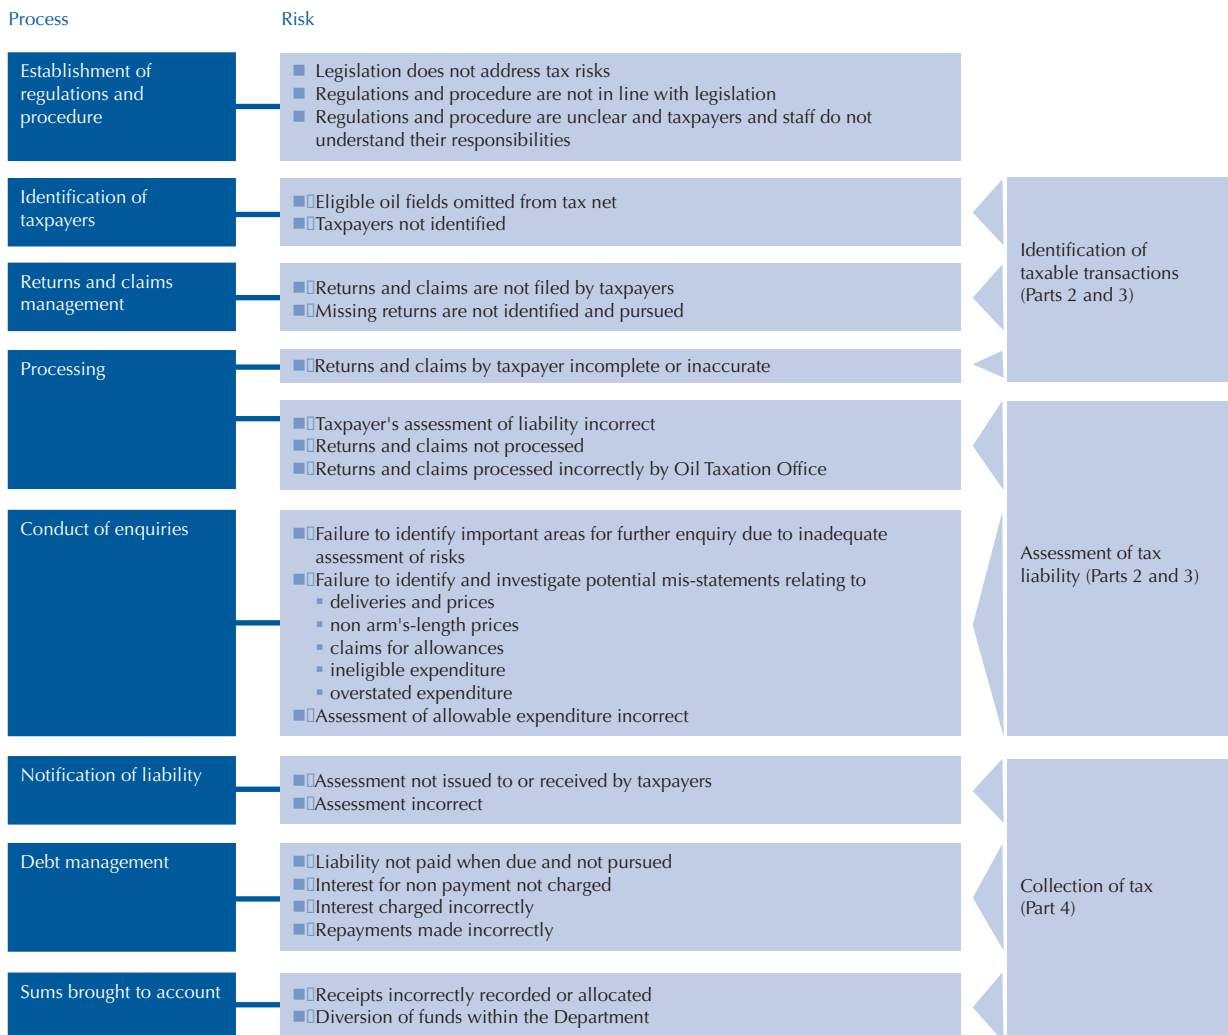 Process
Risk
Establishment of
regulations and
procedure
Legislation does not address tax risks
Regulations and procedure are not in line with legislation
Regulations and procedure are unclear and taxpayers and staff do not
understand their responsibilities
Identification of
taxpayers
Eligible oil fields omitted from tax net
Taxpayers not identified
Returns and claims
management
Returns and claims are not filed by taxpayers
Missing returns are not identified and pursued
Identification of
taxable transactions
(Parts 2 and 3)
Processing
Returns and claims by taxpayer incomplete or inaccurate
Taxpayer's assessment of liability incorrect
Returns and claims not processed
Returns and claims processed incorrectly by Oil Taxation Office
Conduct of enquiries
Failure to identify important areas for further enquiry due to inadequate
assessment of risks
Failure to identify and investigate potential mis-statements relating to
deliveries and prices
non arm's-length prices
claims for allowances
ineligible expenditure
overstated expenditure
Assessment of allowable expenditure incorrect
Assessment of tax
liability (Parts 2 and 3)
Notification of liability
Assessment not issued to or received by taxpayers
Assessment incorrect
Debt management
Liability not paid when due and not pursued
Interest for non payment not charged
Interest charged incorrectly
Repayments made incorrectly
Collection of tax
(Part 4)
Sums brought to account
Receipts incorrectly recorded or allocated
Diversion of funds within the Department